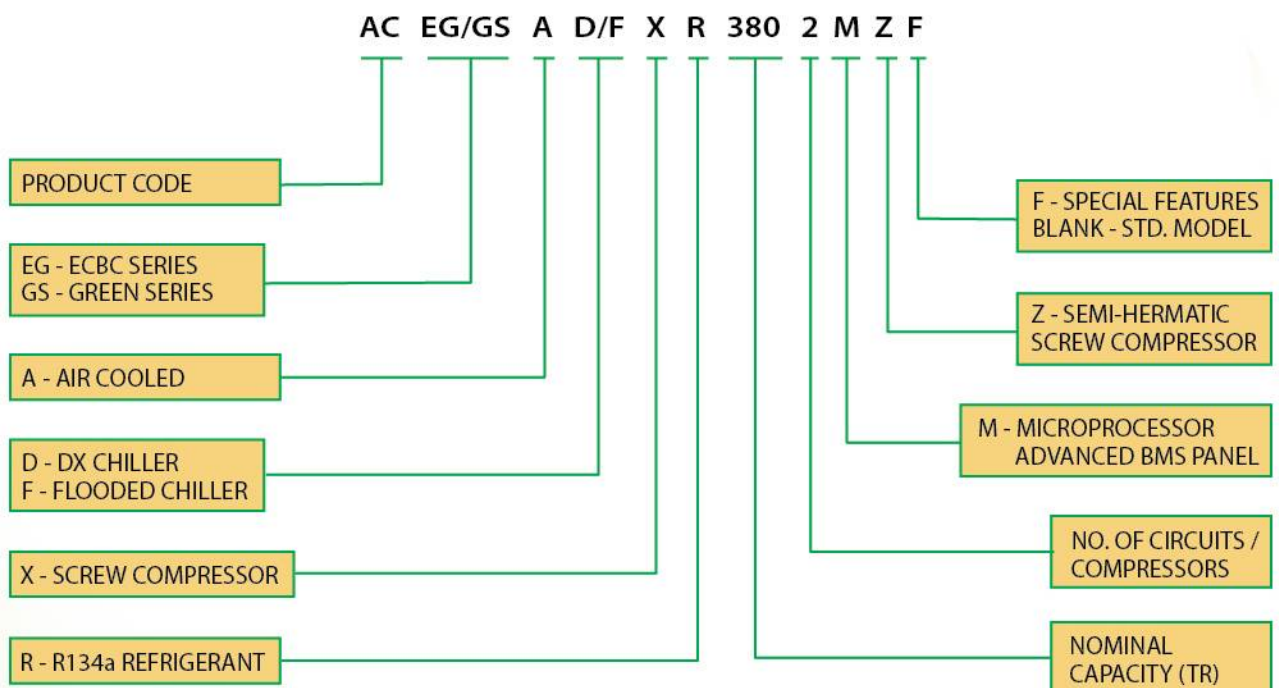 AC EG/GS A D/F X R 380 2 M Z F
PRODUCT CODE
EG - ECBC SERIES
GS - GREEN SERIES
A - AIR COOLED
D - DX CHILLER
F - FLOODED CHILLER
X - SCREW COMPRESSOR
R - R134a REFRIGERANT
F - SPECIAL FEATURES
BLANK - STD. MODEL
Z - SEMI-HERMATIC
SCREW COMPRESSOR
M - MICROPROCESSOR
ADVANCED BMS PANEL
NO. OF CIRCUITS /
COMPRESSORS
NOMINAL
CAPACITY (TR)